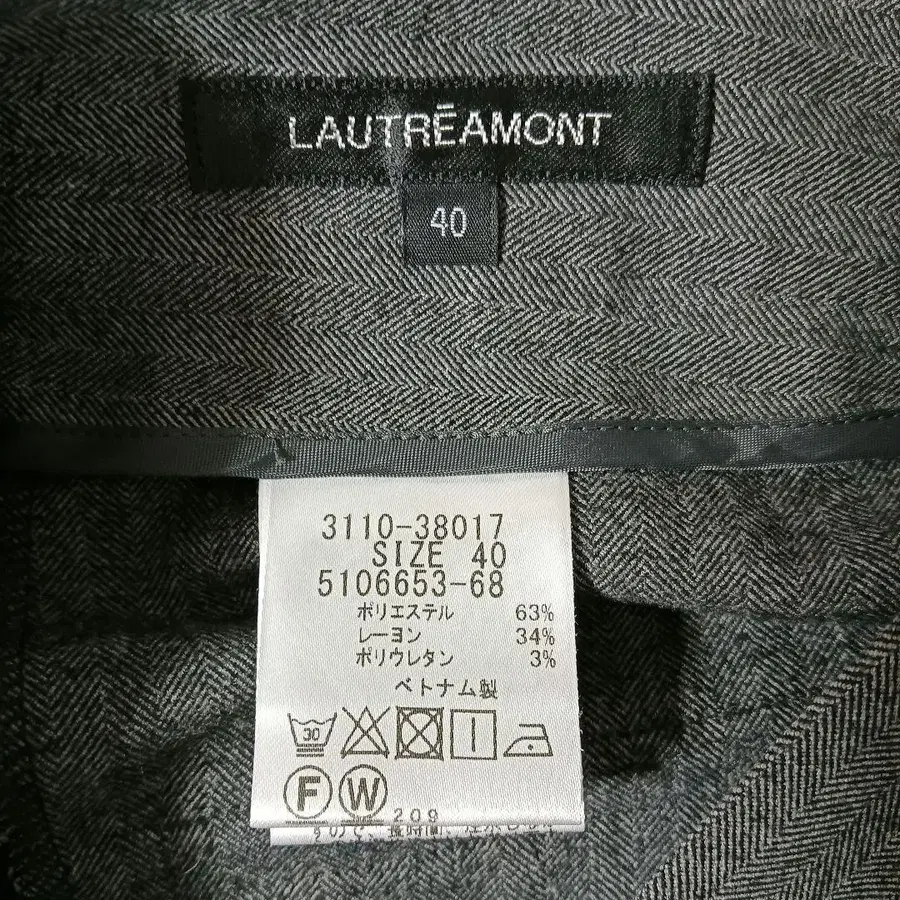 LAUTRÉAMONT
40
3110-38017
SIZE 40
5106653-68
ポリエステル 63%
レーヨン 34%
ポリウレタン 3%
ベトナム製
30
F W 209